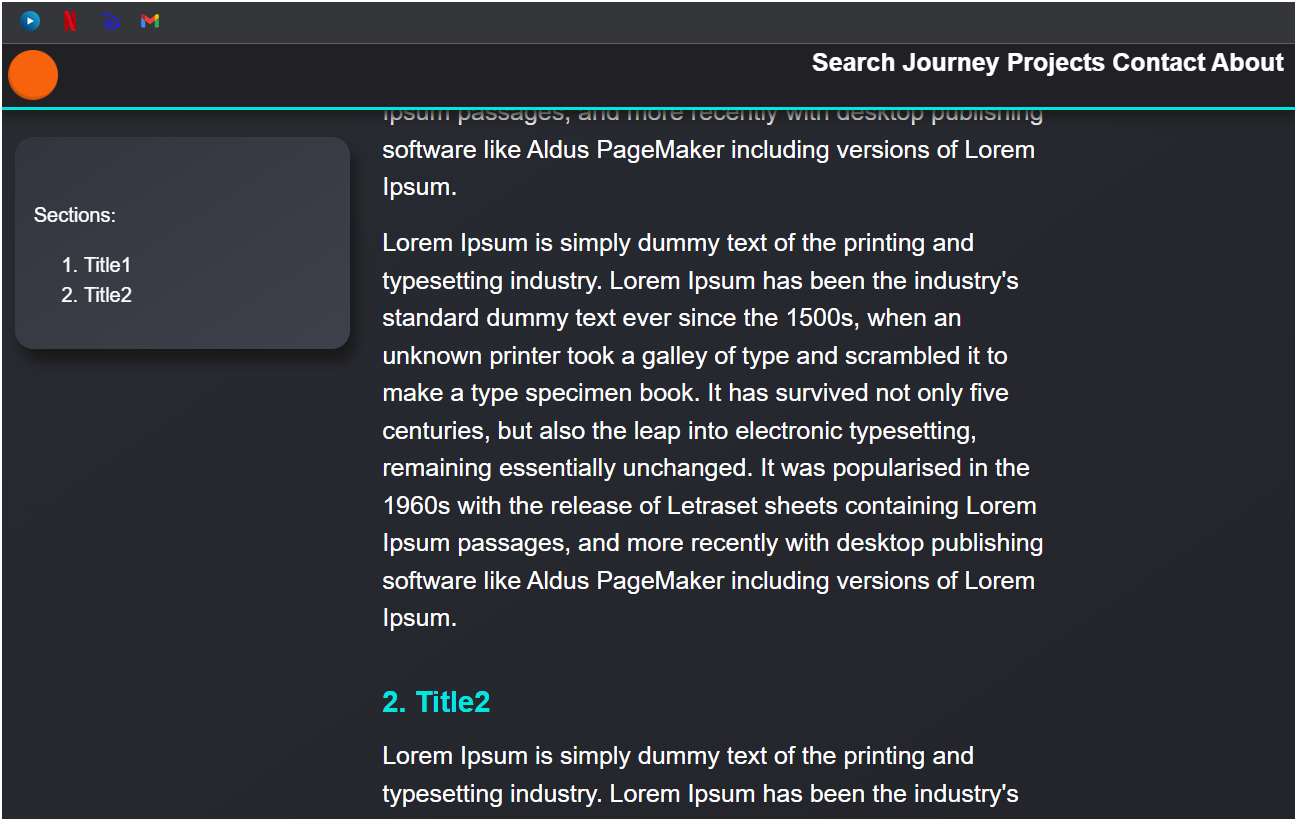 Search Journey Projects Contact About
Ipsum passages, and more recently with desktop publishing
software like Aldus PageMaker including versions of Lorem
Ipsum.
Sections:
1. Title1
2. Title2
Lorem Ipsum is simply dummy text of the printing and
typesetting industry. Lorem Ipsum has been the industry's
standard dummy text ever since the 1500s, when an
unknown printer took a galley of type and scrambled it to
make a type specimen book. It has survived not only five
centuries, but also the leap into electronic typesetting,
remaining essentially unchanged. It was popularised in the
1960s with the release of Letraset sheets containing Lorem
Ipsum passages, and more recently with desktop publishing
software like Aldus PageMaker including versions of Lorem
Ipsum.
2. Title2
Lorem Ipsum is simply dummy text of the printing and
typesetting industry. Lorem Ipsum has been the industry's